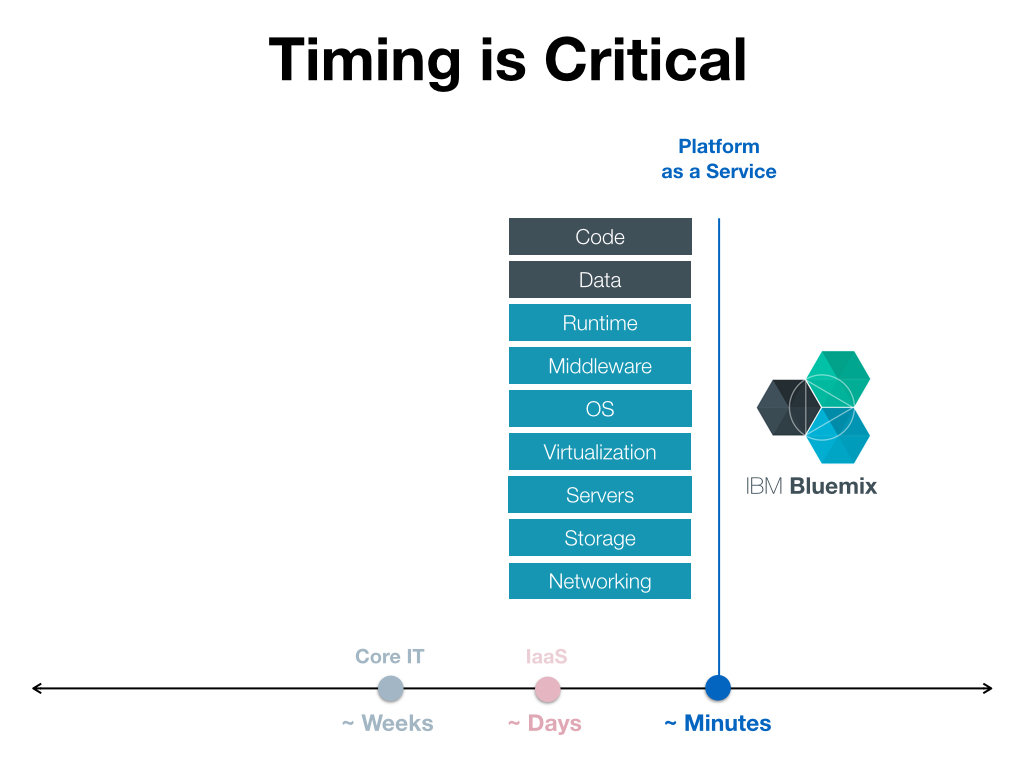 Timing is Critical
Platform
as a Service
Code
Data
Runtime
Middleware
OS
Virtualization
Servers
Storage
Networking
IBM Bluemix
Core IT
IaaS
~ Weeks
~ Days
~ Minutes